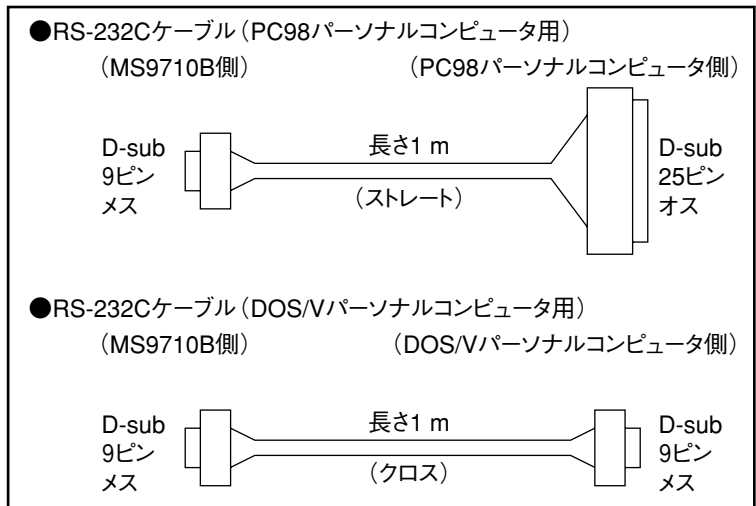 ●RS-232Cケーブル（PC98パーソナルコンピュータ用）
（MS9710B側）　（PC98パーソナルコンピュータ側）
D-sub
9ピン
メス
長さ1 m
（ストレート）
D-sub
25ピン
オス
●RS-232Cケーブル（DOS/Vパーソナルコンピュータ用）
（MS9710B側）　（DOS/Vパーソナルコンピュータ側）
D-sub
9ピン
メス
長さ1 m
（クロス）
D-sub
9ピン
メス